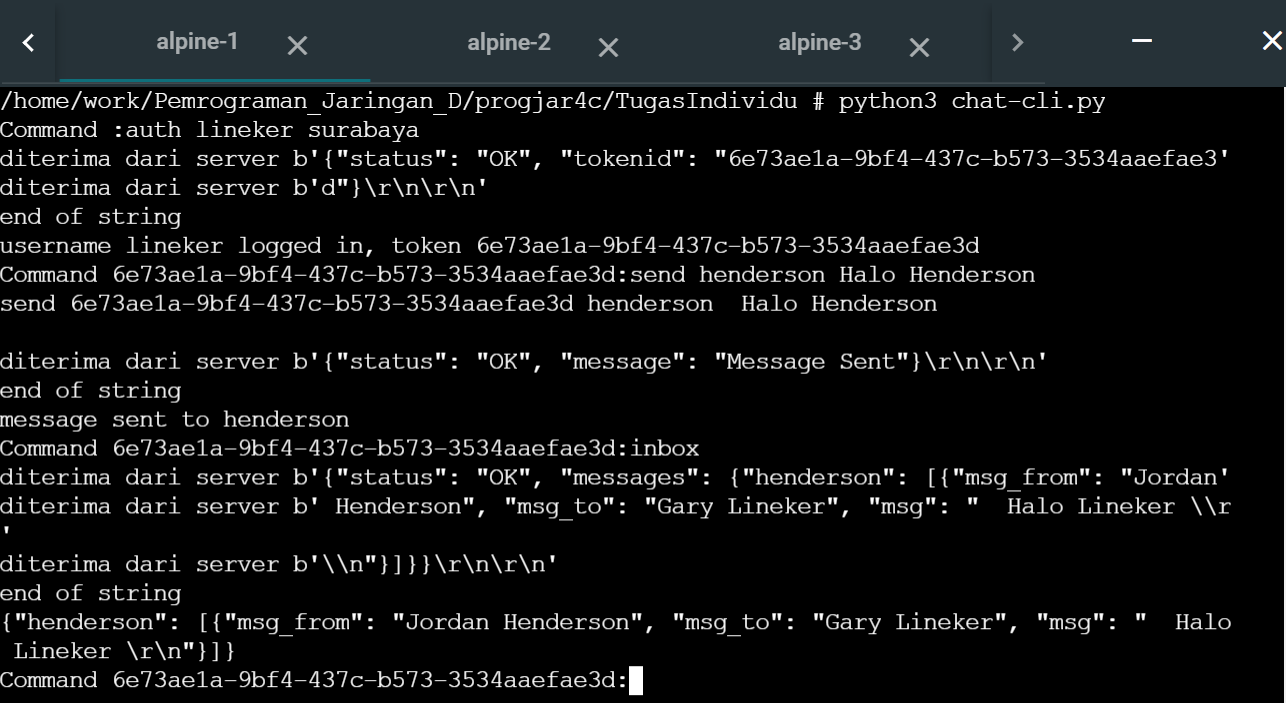 alpine-1 alpine-2 alpine-3
/home/work/Pemrograman_Jaringan_D/progjar4c/TugasIndividu # python3 chat-cli.py
Command :auth lineker surabaya
diterima dari server b'{"status": "OK", "tokenid": "6e73ae1a-9bf4-437c-b573-3534aaefae3'
diterima dari server b'd"}\r\n\r\n'
end of string
username lineker logged in, token 6e73ae1a-9bf4-437c-b573-3534aaefae3d
Command 6e73ae1a-9bf4-437c-b573-3534aaefae3d:send henderson Halo Henderson
send 6e73ae1a-9bf4-437c-b573-3534aaefae3d henderson  Halo Henderson
diterima dari server b'{"status": "OK", "message": "Message Sent"}\r\n\r\n'
end of string
message sent to henderson
Command 6e73ae1a-9bf4-437c-b573-3534aaefae3d:inbox
diterima dari server b'{"status": "OK", "messages": {"henderson": [{"msg_from": "Jordan'
diterima dari server b' Henderson", "msg_to": "Gary Lineker", "msg": "  Halo Lineker \\r
'
diterima dari server b'\\n"}]}}\r\n\r\n'
end of string
{"henderson": [{"msg_from": "Jordan Henderson", "msg_to": "Gary Lineker", "msg": "  Halo
 Lineker \r\n"}]}
Command 6e73ae1a-9bf4-437c-b573-3534aaefae3d: